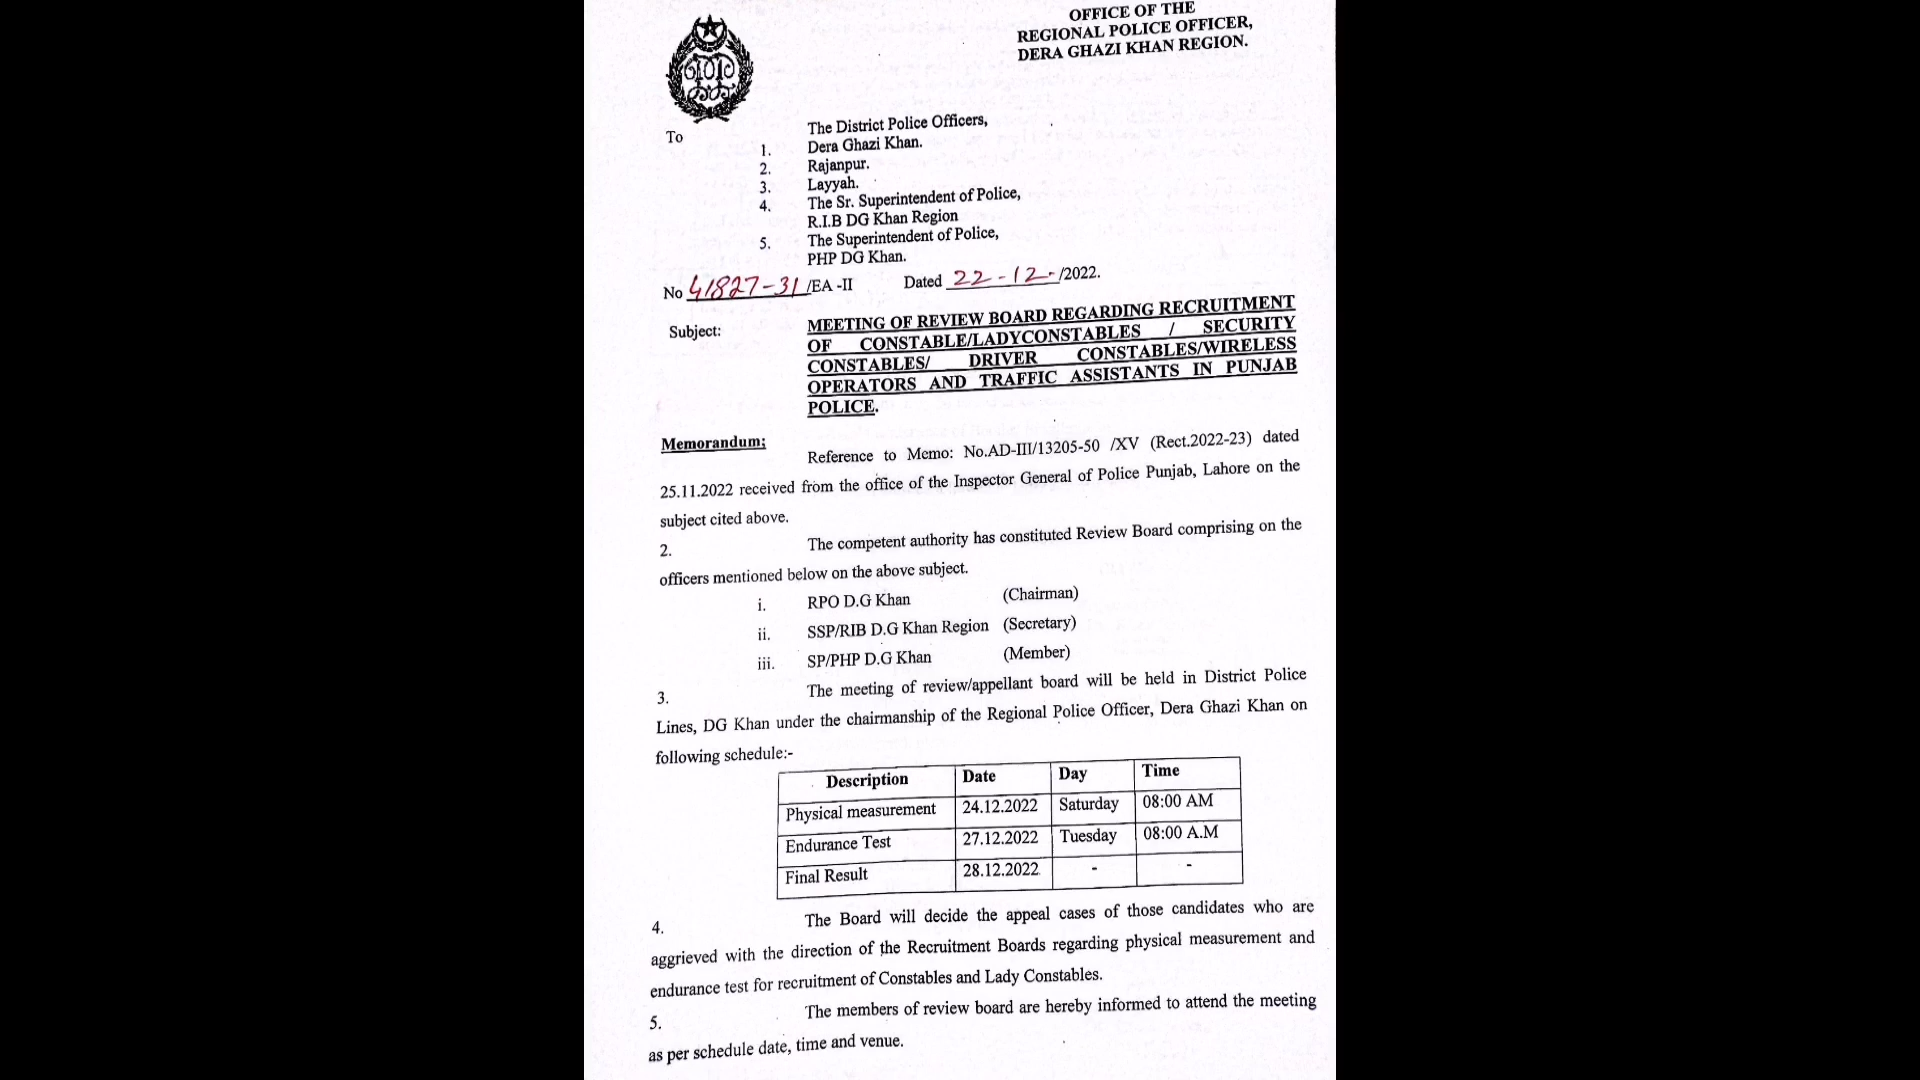 OFFICE OF THE
REGIONAL POLICE OFFICER,
DERA GHAZI KHAN REGION.
To
The District Police Officers,
1. Dera Ghazi Khan.
2. Rajanpur.
3. Layyah.
4. The Sr. Superintendent of Police,
R.I.B DG Khan Region
5. The Superintendent of Police,
PHP DG Khan.
No 41827-31 /EA -II Dated 22-12- /2022.
Subject: MEETING OF REVIEW BOARD REGARDING RECRUITMENT
OF CONSTABLE/LADYCONSTABLES / SECURITY
CONSTABLES/ DRIVER CONSTABLES/WIRELESS
OPERATORS AND TRAFFIC ASSISTANTS IN PUNJAB
POLICE.
Memorandum;
Reference to Memo: No.AD-III/13205-50 /XV (Rect.2022-23) dated
25.11.2022 received from the office of the Inspector General of Police Punjab, Lahore on the
subject cited above.
2. The competent authority has constituted Review Board comprising on the
officers mentioned below on the above subject.
i. RPO D.G Khan (Chairman)
ii. SSP/RIB D.G Khan Region (Secretary)
iii. SP/PHP D.G Khan (Member)
3. The meeting of review/appellant board will be held in District Police
Lines, DG Khan under the chairmanship of the Regional Police Officer, Dera Ghazi Khan on
following schedule:-
Description Date Day Time
Physical measurement 24.12.2022 Saturday 08:00 AM
Endurance Test 27.12.2022 Tuesday 08:00 A.M
Final Result 28.12.2022 - -
4. The Board will decide the appeal cases of those candidates who are
aggrieved with the direction of the Recruitment Boards regarding physical measurement and
endurance test for recruitment of Constables and Lady Constables.
5. The members of review board are hereby informed to attend the meeting
as per schedule date, time and venue.